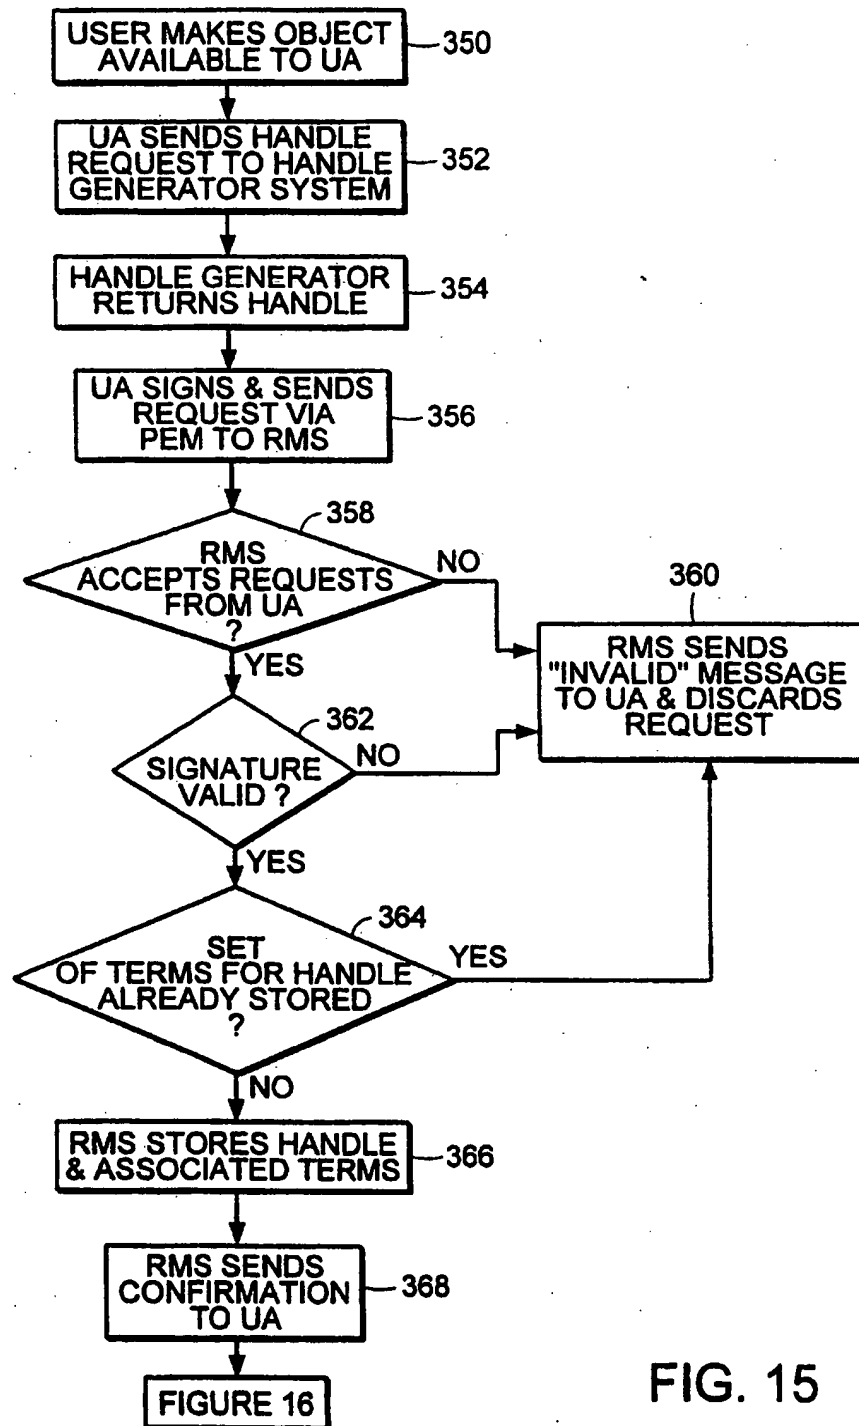 USER MAKES OBJECT
AVAILABLE TO UA
350
UA SENDS HANDLE
REQUEST TO HANDLE
GENERATOR SYSTEM
352
HANDLE GENERATOR
RETURNS HANDLE
354
UA SIGNS & SENDS
REQUEST VIA
PEM TO RMS
356
358
RMS
ACCEPTS REQUESTS
FROM UA
?
NO
YES
360
RMS SENDS
"INVALID" MESSAGE
TO UA & DISCARDS
REQUEST
362
SIGNATURE
VALID ?
NO
YES
364
SET
OF TERMS FOR HANDLE
ALREADY STORED
?
YES
NO
RMS STORES HANDLE
& ASSOCIATED TERMS
366
RMS SENDS
CONFIRMATION
TO UA
368
FIGURE 16
FIG. 15